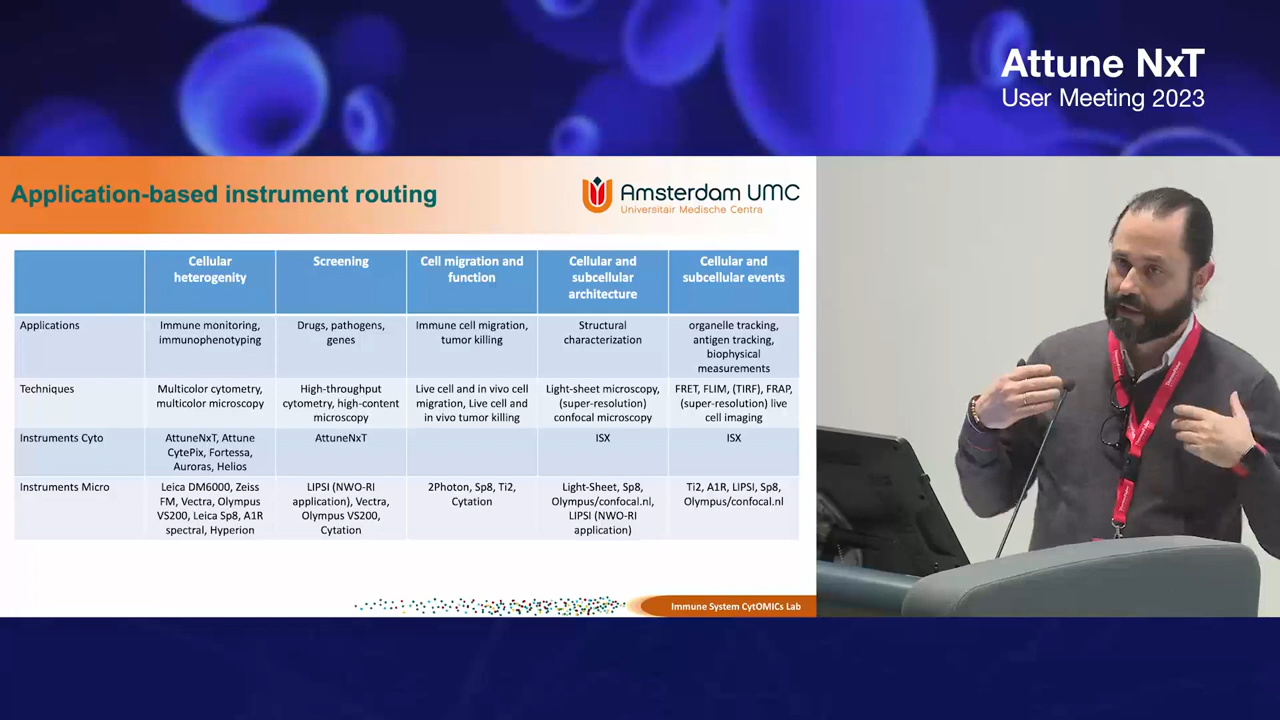 Attune NxT
User Meeting 2023
Application-based instrument routing
Amsterdam UMC
Universitair Medische Centra
Cellular
heterogenity
Screening
Cell migration and
function
Cellular and
subcellular
architecture
Cellular and
subcellular events
Applications
Immune monitoring,
immunophenotyping
Drugs, pathogens,
genes
Immune cell migration,
tumor killing
Structural
characterization
organelle tracking,
antigen tracking,
biophysical
measurements
Techniques
Multicolor cytometry,
multicolor microscopy
High-throughput
cytometry, high-content
microscopy
Live cell and in vivo cell
migration, Live cell and
in vivo tumor killing
Light-sheet microscopy,
(super-resolution)
confocal microscopy
FRET, FLIM, (TIRF), FRAP,
(super-resolution) live
cell imaging
Instruments Cyto
AttuneNxT, Attune
CytePix, Fortessa,
Auroras, Helios
AttuneNxT
ISX
ISX
Instruments Micro
Leica DM6000, Zeiss
FM, Vectra, Olympus
VS200, Leica Sp8, A1R
spectral, Hyperion
LIPSI (NWO-RI
application), Vectra,
Olympus VS200,
Cytation
2Photon, Sp8, Ti2,
Cytation
Light-Sheet, Sp8,
Olympus/confocal.nl,
LIPSI (NWO-RI
application)
Ti2, A1R, LIPSI, Sp8,
Olympus/confocal.nl
Immune System CytOMICs Lab